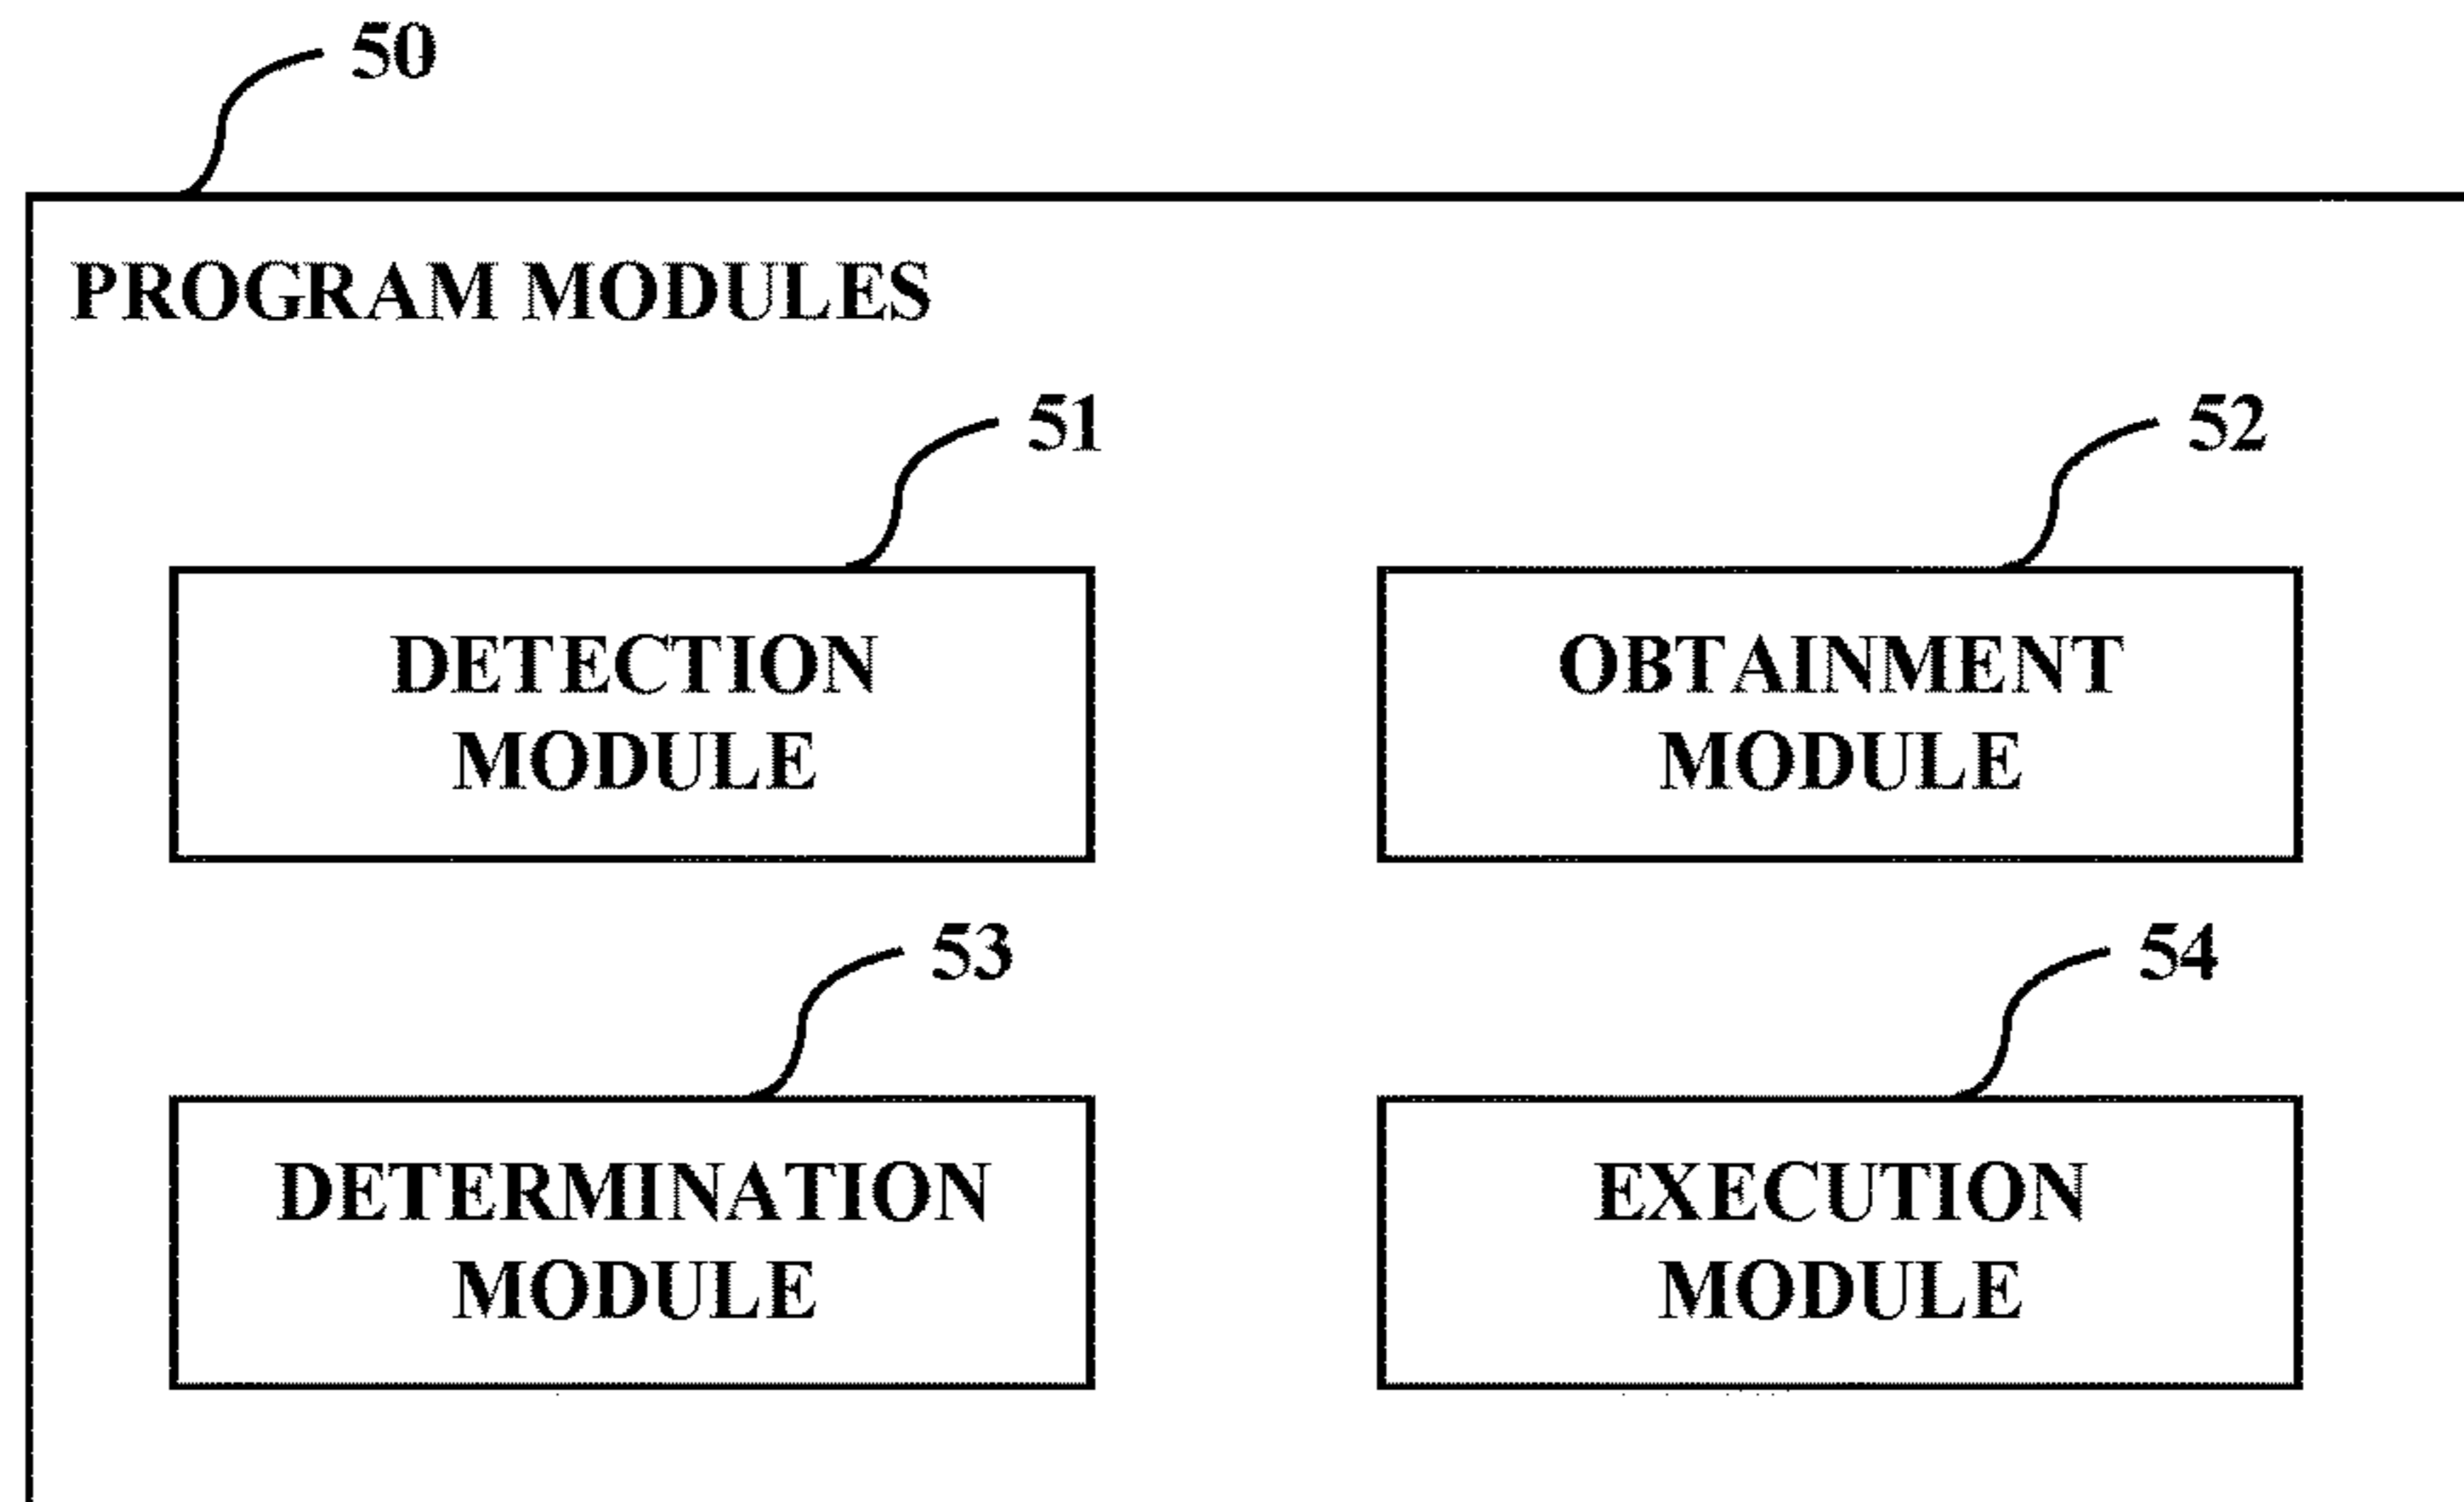 50
PROGRAM MODULES
51
52
DETECTION
MODULE
OBTAINMENT
MODULE
53
54
DETERMINATION
MODULE
EXECUTION
MODULE